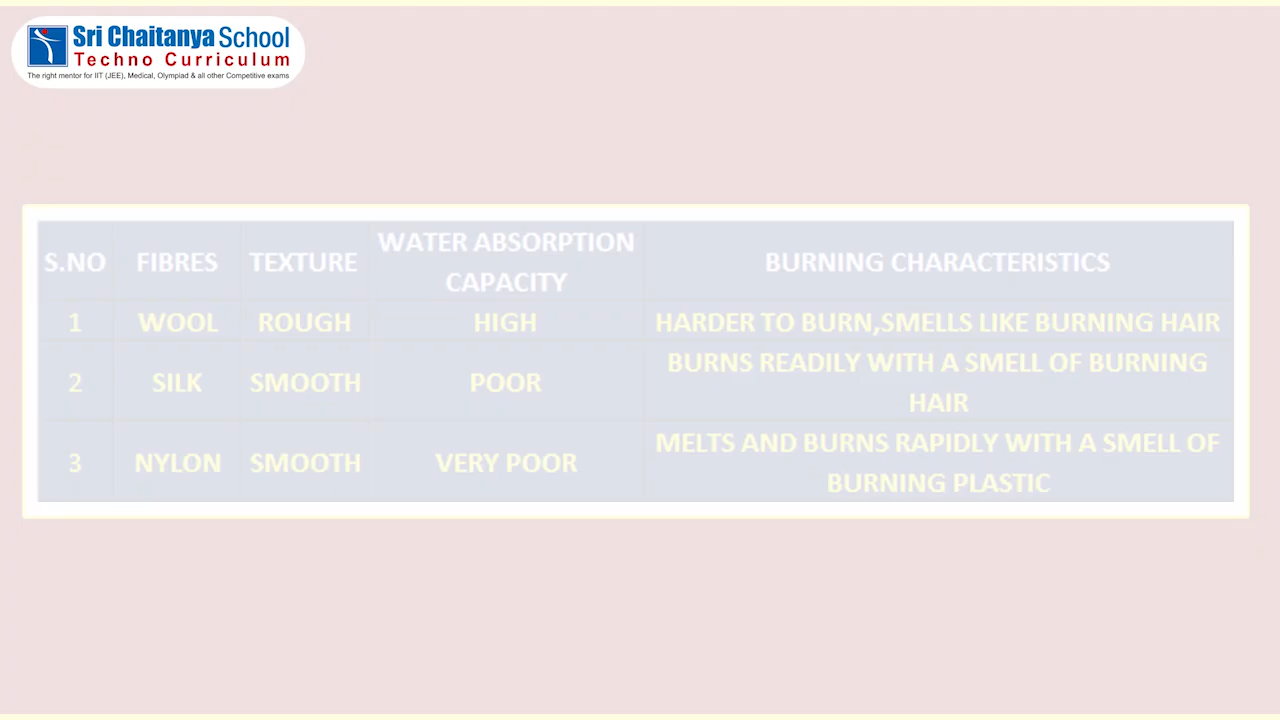 Sri Chaitanya School
Techno Curriculum
The right mentor for IIT (JEE), Medical, Olympiad & all other Competitive exams
S.NO FIBRES TEXTURE WATER ABSORPTION CAPACITY BURNING CHARACTERISTICS
1 WOOL ROUGH HIGH HARDER TO BURN,SMELLS LIKE BURNING HAIR
2 SILK SMOOTH POOR BURNS READILY WITH A SMELL OF BURNING HAIR
3 NYLON SMOOTH VERY POOR MELTS AND BURNS RAPIDLY WITH A SMELL OF BURNING PLASTIC